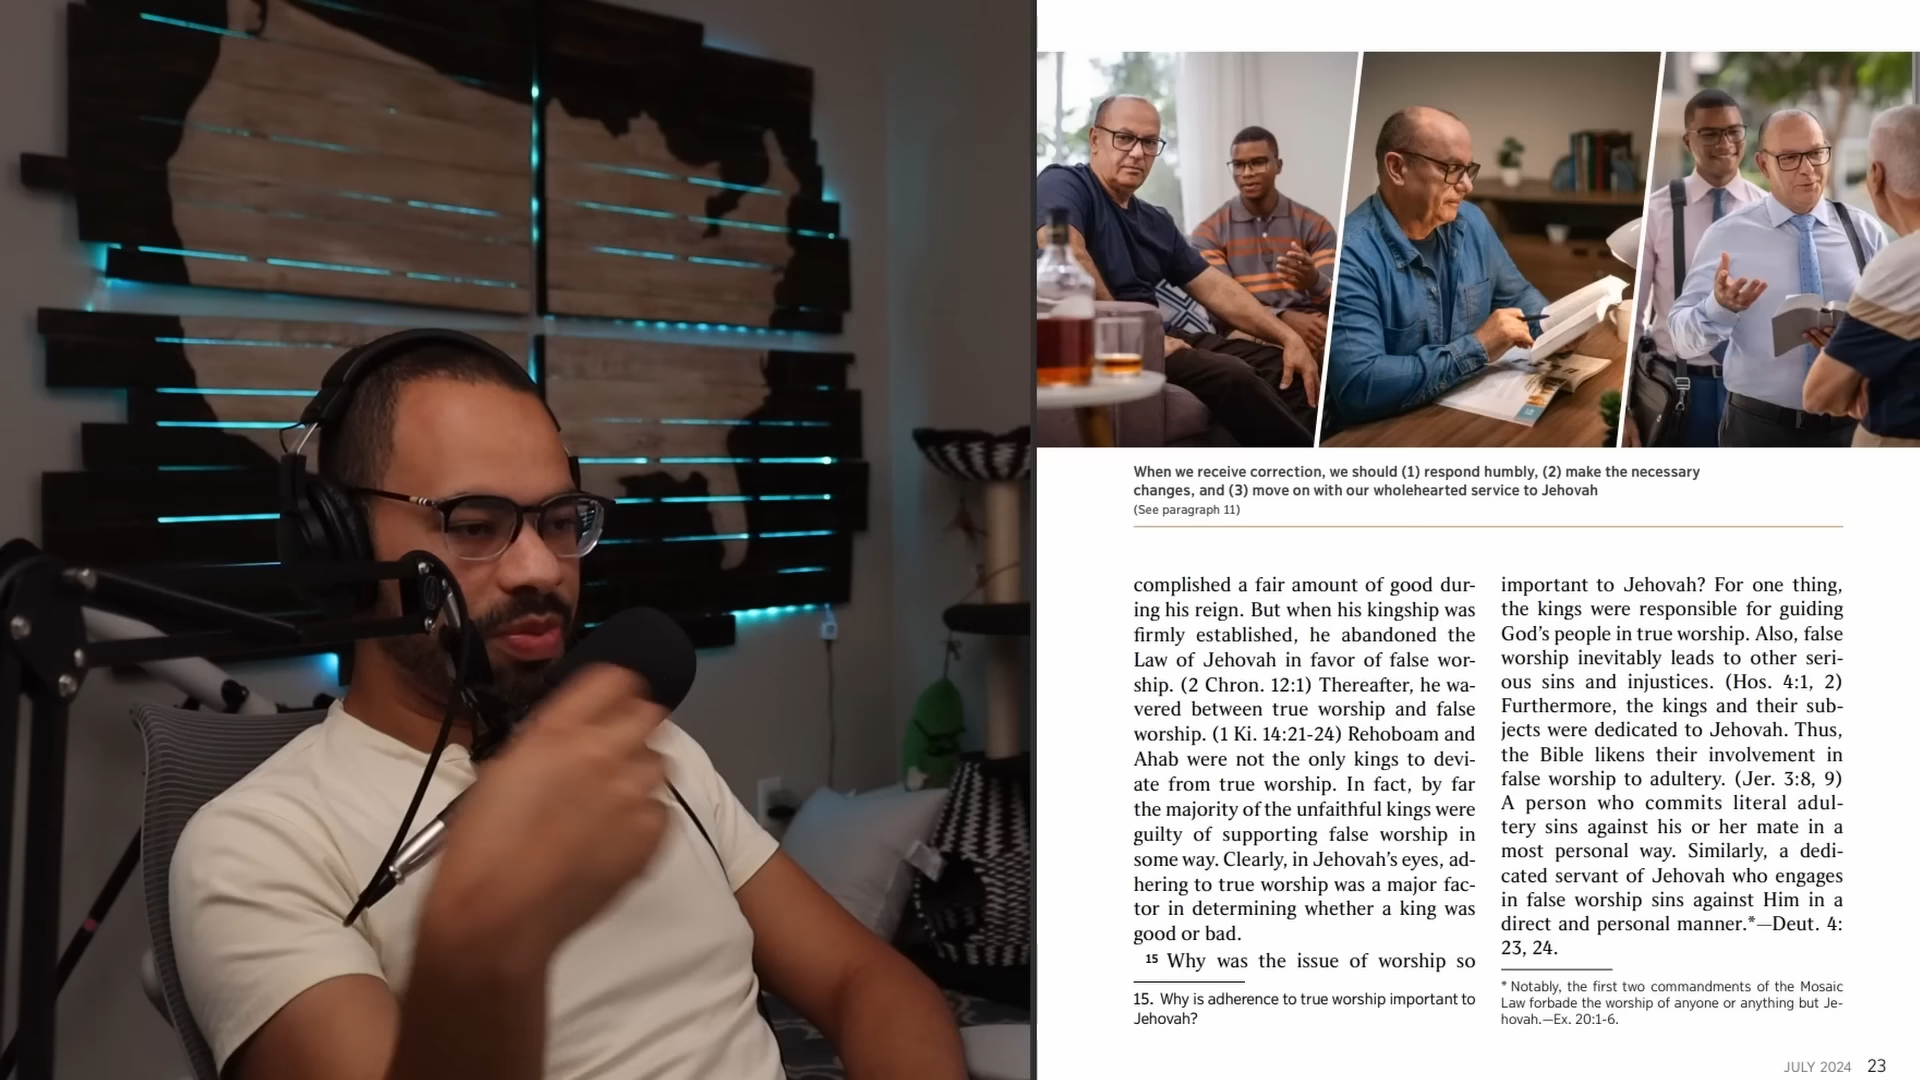 When we receive correction, we should (1) respond humbly, (2) make the necessary
changes, and (3) move on with our wholehearted service to Jehovah
(See paragraph 11)
complished a fair amount of good dur-
ing his reign. But when his kingship was
firmly established, he abandoned the
Law of Jehovah in favor of false wor-
ship. (2 Chron. 12:1) Thereafter, he wa-
vered between true worship and false
worship. (1 Ki. 14:21-24) Rehoboam and
Ahab were not the only kings to devi-
ate from true worship. In fact, by far
the majority of the unfaithful kings were
guilty of supporting false worship in
some way. Clearly, in Jehovah's eyes, ad-
hering to true worship was a major fac-
tor in determining whether a king was
good or bad.
15 Why was the issue of worship so
15. Why is adherence to true worship important to
Jehovah?
important to Jehovah? For one thing,
the kings were responsible for guiding
God's people in true worship. Also, false
worship inevitably leads to other seri-
ous sins and injustices. (Hos. 4:1, 2)
Furthermore, the kings and their sub-
jects were dedicated to Jehovah. Thus,
the Bible likens their involvement in
false worship to adultery. (Jer. 3:8, 9)
A person who commits literal adul-
tery sins against his or her mate in a
most personal way. Similarly, a dedi-
cated servant of Jehovah who engages
in false worship sins against Him in a
direct and personal manner.*—Deut. 4:
23, 24.
* Notably, the first two commandments of the Mosaic
Law forbade the worship of anyone or anything but Je-
hovah.—Ex. 20:1-6.
JULY 2024 23